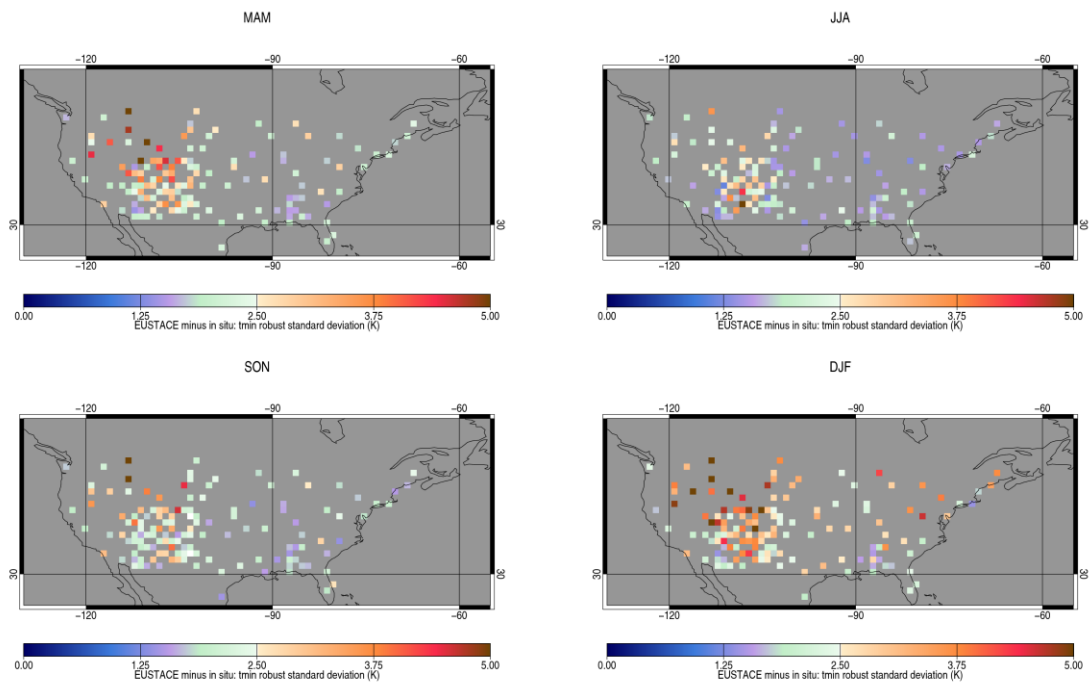 MAM
JJA
−120 −90 −60
−120 −90 −60
30 30
30 30
−120 −90 −60
−120 −90 −60
0.00 1.25 2.50 3.75 5.00
EUSTACE minus in situ: tmin robust standard deviation (K)
0.00 1.25 2.50 3.75 5.00
EUSTACE minus in situ: tmin robust standard deviation (K)
SON
DJF
−120 −90 −60
−120 −90 −60
30 30
30 30
−120 −90 −60
−120 −90 −60
0.00 1.25 2.50 3.75 5.00
EUSTACE minus in situ: tmin robust standard deviation (K)
0.00 1.25 2.50 3.75 5.00
EUSTACE minus in situ: tmin robust standard deviation (K)